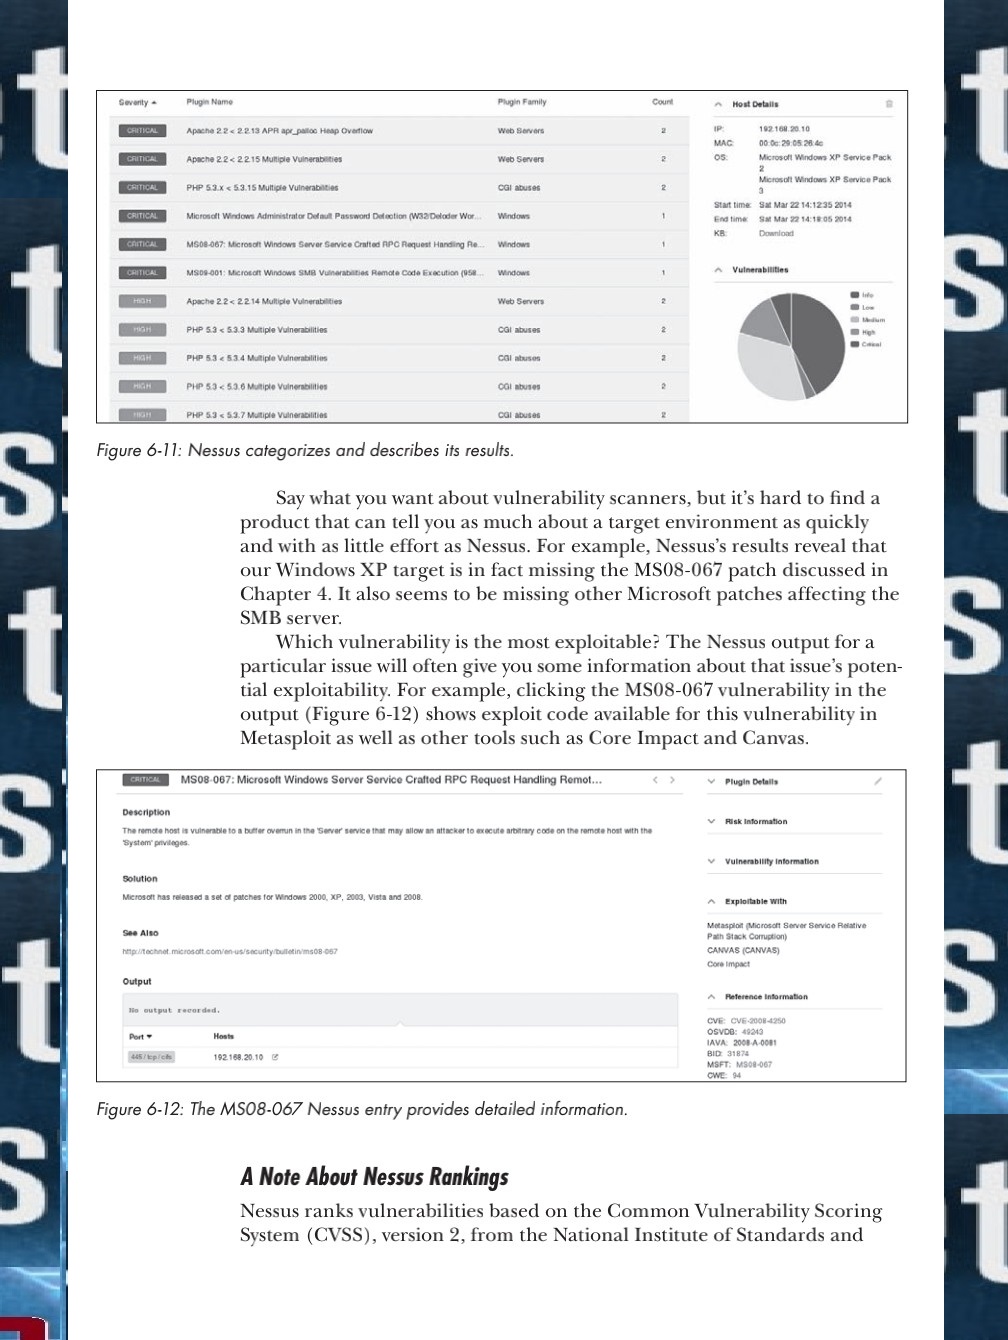 Severity Plugin Name Plugin Family Count
CRITICAL Apache 2.2 < 2.2.13 APR apr_palloc Heap Overflow Web Servers 2
CRITICAL Apache 2.2 < 2.2.15 Multiple Vulnerabilities Web Servers 2
CRITICAL PHP 5.3.x < 5.3.15 Multiple Vulnerabilities CGI abuses 2
CRITICAL Microsoft Windows Administrator Default Password Detection (W32/Deloder Wor... Windows 1
CRITICAL MS08-067: Microsoft Windows Server Service Crafted RPC Request Handling Re... Windows 1
CRITICAL MS09-001: Microsoft Windows SMB Vulnerabilities Remote Code Execution (958... Windows 1
HIGH Apache 2.2 < 2.2.14 Multiple Vulnerabilities Web Servers 2
HIGH PHP 5.3 < 5.3.3 Multiple Vulnerabilities CGI abuses 2
HIGH PHP 5.3 < 5.3.4 Multiple Vulnerabilities CGI abuses 2
HIGH PHP 5.3 < 5.3.6 Multiple Vulnerabilities CGI abuses 2
HIGH PHP 5.3 < 5.3.7 Multiple Vulnerabilities CGI abuses 2
Host Details
IP: 192.168.20.10
MAC: 00:0c:29:05:26:4c
OS: Microsoft Windows XP Service Pack
2
Microsoft Windows XP Service Pack
3
Start time: Sat Mar 22 14:12:35 2014
End time: Sat Mar 22 14:18:05 2014
KB: Download
Vulnerabilities
Info
Low
Medium
High
Critical
Figure 6-11: Nessus categorizes and describes its results.
Say what you want about vulnerability scanners, but it's hard to find a
product that can tell you as much about a target environment as quickly
and with as little effort as Nessus. For example, Nessus's results reveal that
our Windows XP target is in fact missing the MS08-067 patch discussed in
Chapter 4. It also seems to be missing other Microsoft patches affecting the
SMB server.
Which vulnerability is the most exploitable? The Nessus output for a
particular issue will often give you some information about that issue's poten-
tial exploitability. For example, clicking the MS08-067 vulnerability in the
output (Figure 6-12) shows exploit code available for this vulnerability in
Metasploit as well as other tools such as Core Impact and Canvas.
CRITICAL MS08-067: Microsoft Windows Server Service Crafted RPC Request Handling Remot...
Description
The remote host is vulnerable to a buffer overrun in the 'Server' service that may allow an attacker to execute arbitrary code on the remote host with the
'System' privileges.
Solution
Microsoft has released a set of patches for Windows 2000, XP, 2003, Vista and 2008.
See Also
http://technet.microsoft.com/en-us/security/bulletin/ms08-067
Output
No output recorded.
Port Hosts
445 / tcp / cifs 192.168.20.10
Plugin Details
Risk Information
Vulnerability Information
Exploitable With
Metasploit (Microsoft Server Service Relative
Path Stack Corruption)
CANVAS (CANVAS)
Core Impact
Reference Information
CVE: CVE-2008-4250
OSVDB: 49243
IAVA: 2008-A-0081
BID: 31874
MSFT: MS08-067
CWE: 94
Figure 6-12: The MS08-067 Nessus entry provides detailed information.
A Note About Nessus Rankings
Nessus ranks vulnerabilities based on the Common Vulnerability Scoring
System (CVSS), version 2, from the National Institute of Standards and